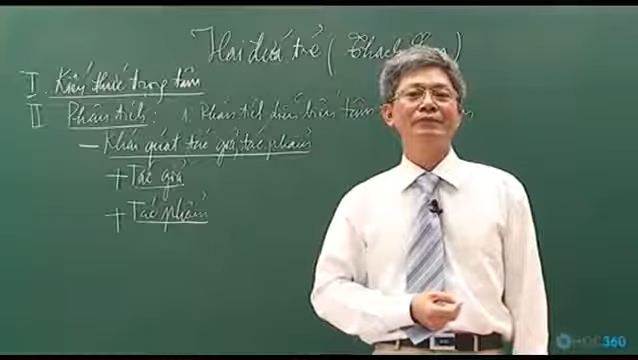 Hai đứa trẻ (Thạch Lam)
I. Kiến thức trọng tâm
II Phân tích: 1. Phân tích diễn biến tâm
– Khái quát tác giả, tác phẩm
+ Tác giả
+ Tác phẩm
HOC360